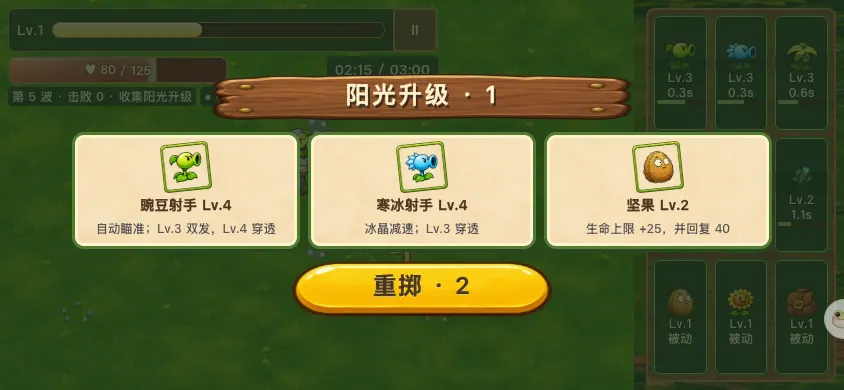 Lv.1
II
80 / 125
02:15 / 03:00
第 5 波 · 击败 0 · 收集阳光升级
阳光升级 · 1
豌豆射手 Lv.4
自动瞄准；Lv.3 双发，Lv.4 穿透
寒冰射手 Lv.4
冰晶减速；Lv.3 穿透
坚果 Lv.2
生命上限 +25，并回复 40
重掷 · 2
Lv.3
0.3s
Lv.3
0.3s
Lv.3
0.6s
Lv.2
1.1s
Lv.1
被动
Lv.1
被动
Lv.1
被动